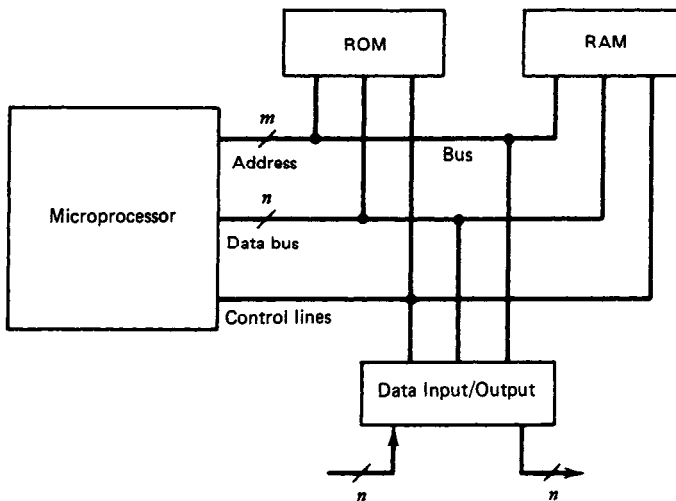 ROM
RAM
m
Address
Bus
Microprocessor
n
Data bus
Control lines
Data Input/Output
n
n